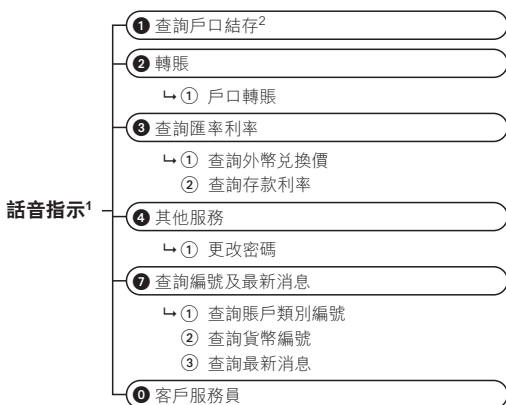 ❶ 查詢戶口結存²
❷ 轉賬
↳ ① 戶口轉賬
❸ 查詢匯率利率
↳ ① 查詢外幣兑換價
② 查詢存款利率
話音指示¹
❹ 其他服務
↳ ① 更改密碼
❼ 查詢編號及最新消息
↳ ① 查詢賬戶類別編號
② 查詢貨幣編號
③ 查詢最新消息
⓿ 客戶服務員